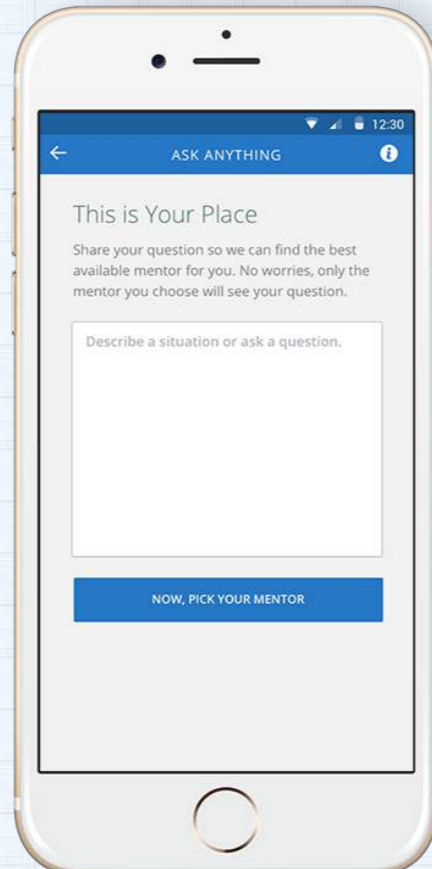 12:30
ASK ANYTHING
This is Your Place
Share your question so we can find the best
available mentor for you. No worries, only the
mentor you choose will see your question.
Describe a situation or ask a question.
NOW, PICK YOUR MENTOR